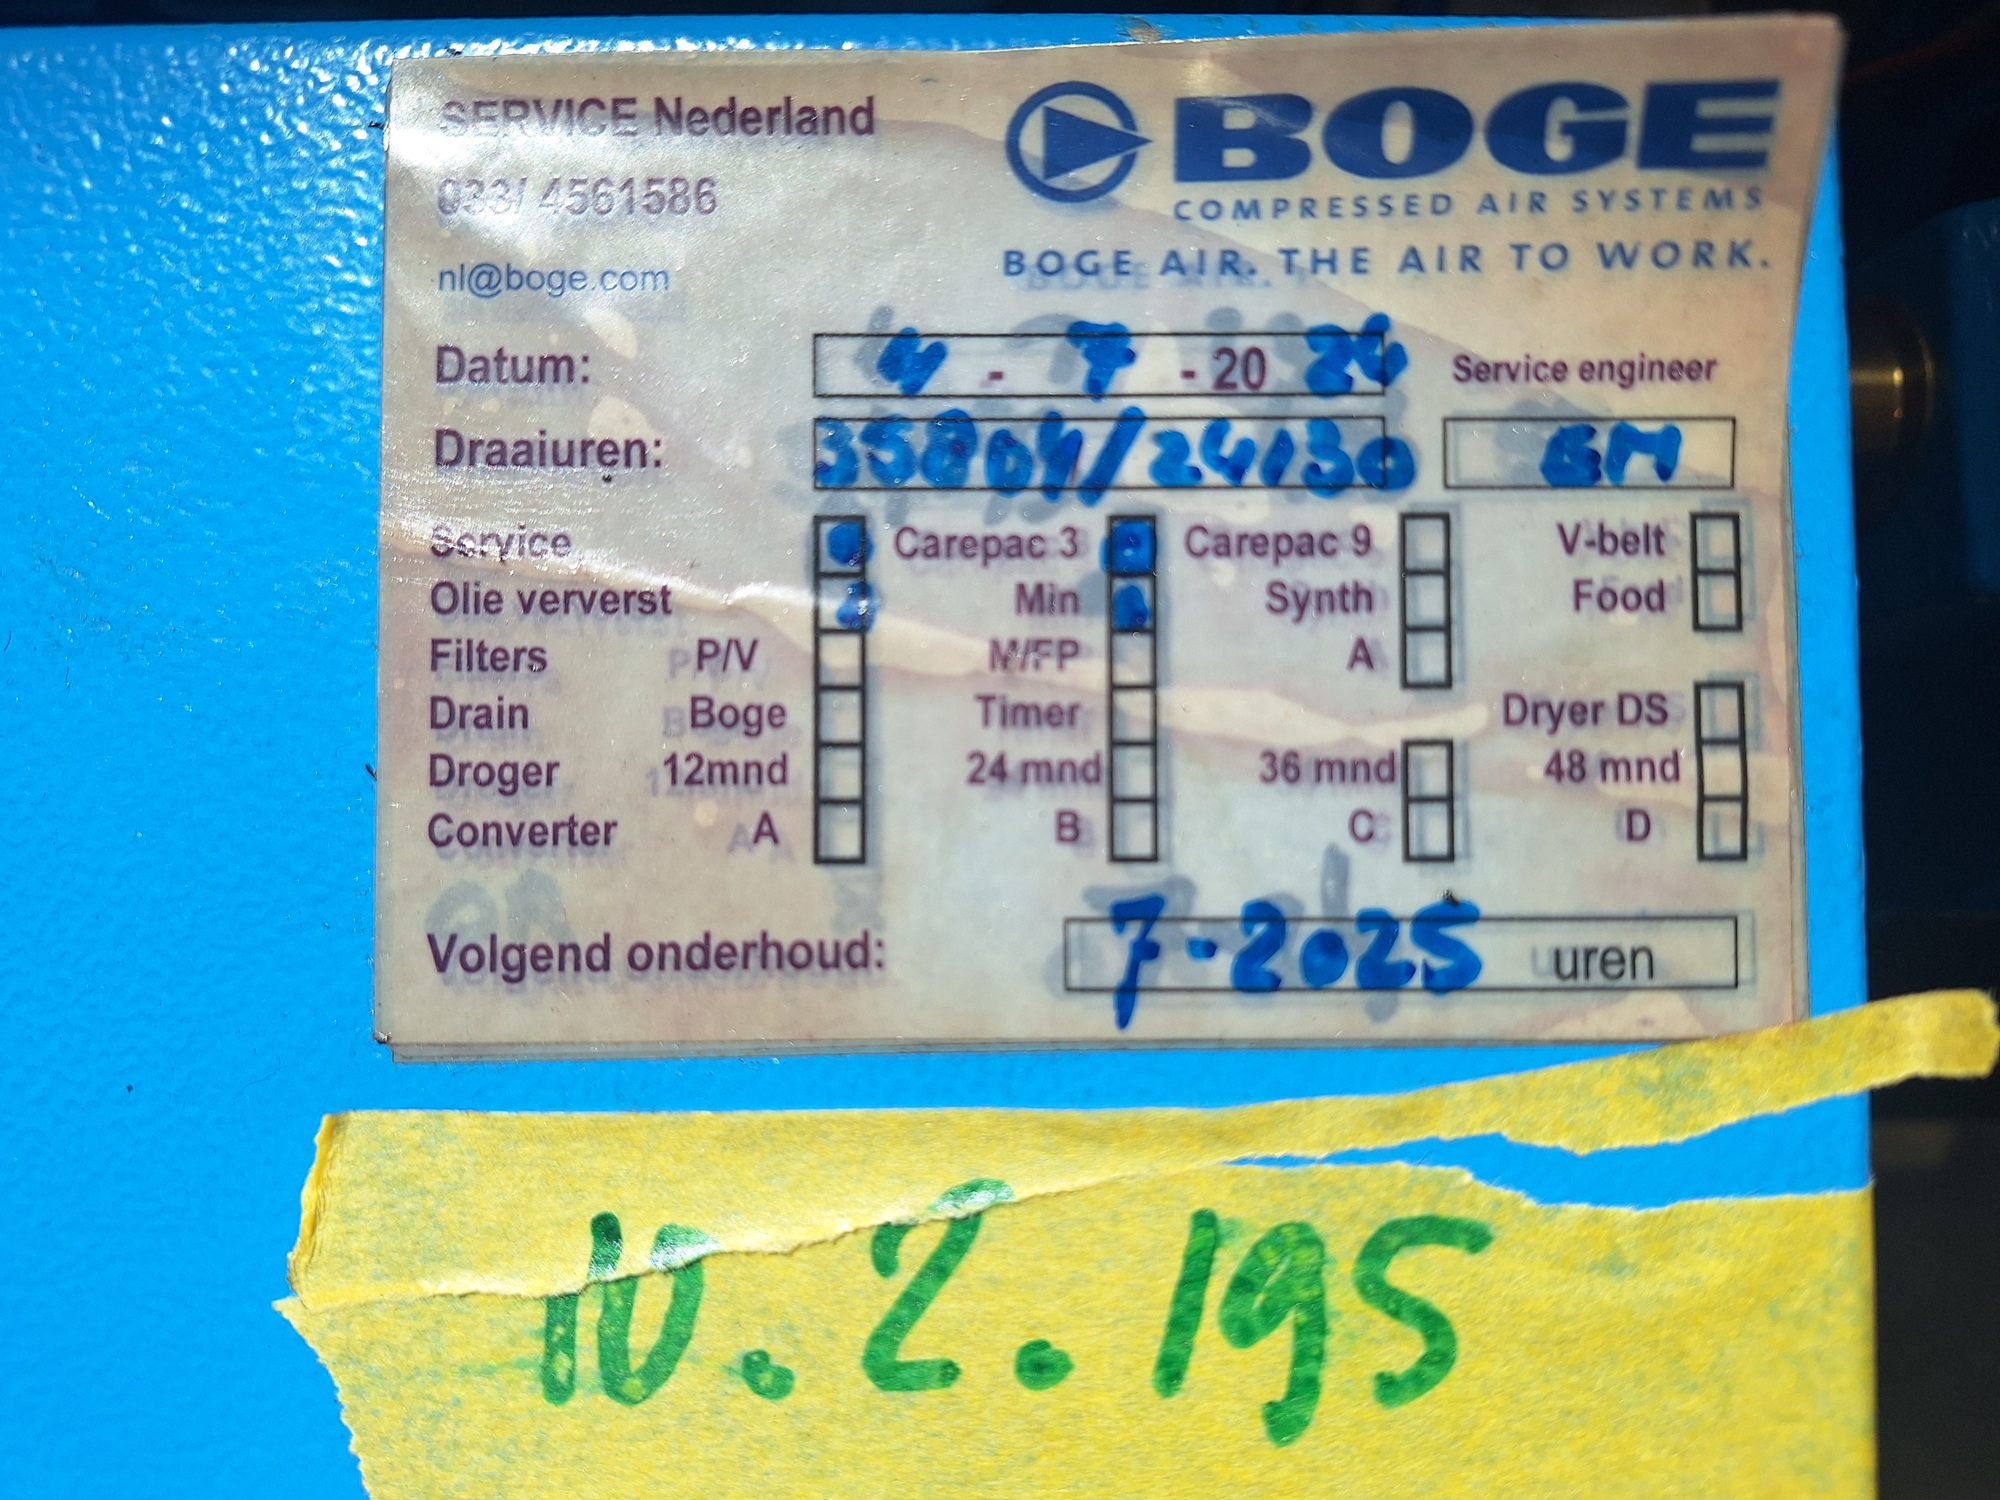 SERVICE Nederland
033/ 4561586
nl@boge.com
BOGE
COMPRESSED AIR SYSTEMS
BOGE AIR. THE AIR TO WORK.
Datum: 4 - 7 - 20 24
Service engineer
Draaiuren: 35804/24130 GM
Service Carepac 3 Carepac 9 V-belt
Olie ververst Min Synth Food
Filters P/V M/FP A
Drain Boge Timer Dryer DS
Droger 12mnd 24 mnd 36 mnd 48 mnd
Converter A B C D
Volgend onderhoud: 7-2025 uren
10.2.195